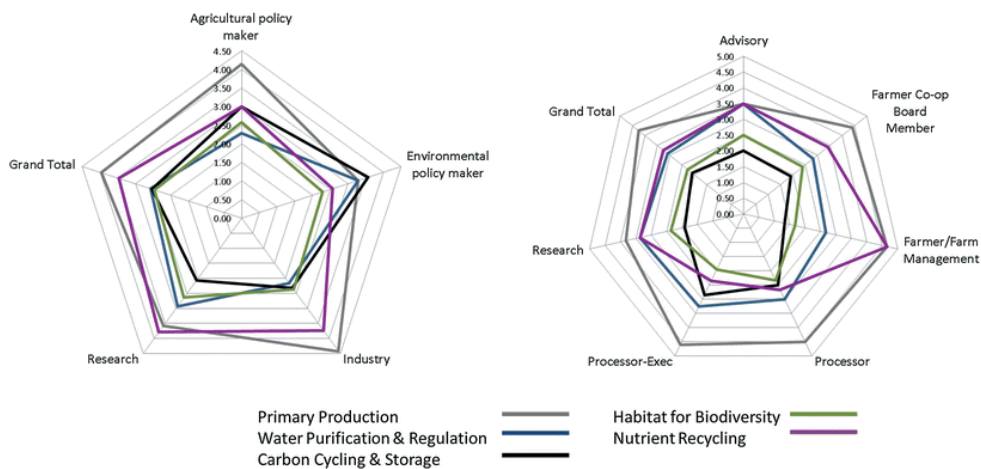 Agricultural policy
maker
4.50
4.00
3.50
3.00
2.50
2.00
1.50
1.00
0.50
0.00
Grand Total
Environmental
policy maker
Research
Industry
Advisory
5.00
4.50
4.00
3.50
3.00
2.50
2.00
1.50
1.00
0.50
0.00
Grand Total
Farmer Co-op
Board
Member
Research
Farmer/Farm
Management
Processor-Exec
Processor
Primary Production
Water Purification & Regulation
Carbon Cycling & Storage
Habitat for Biodiversity
Nutrient Recycling